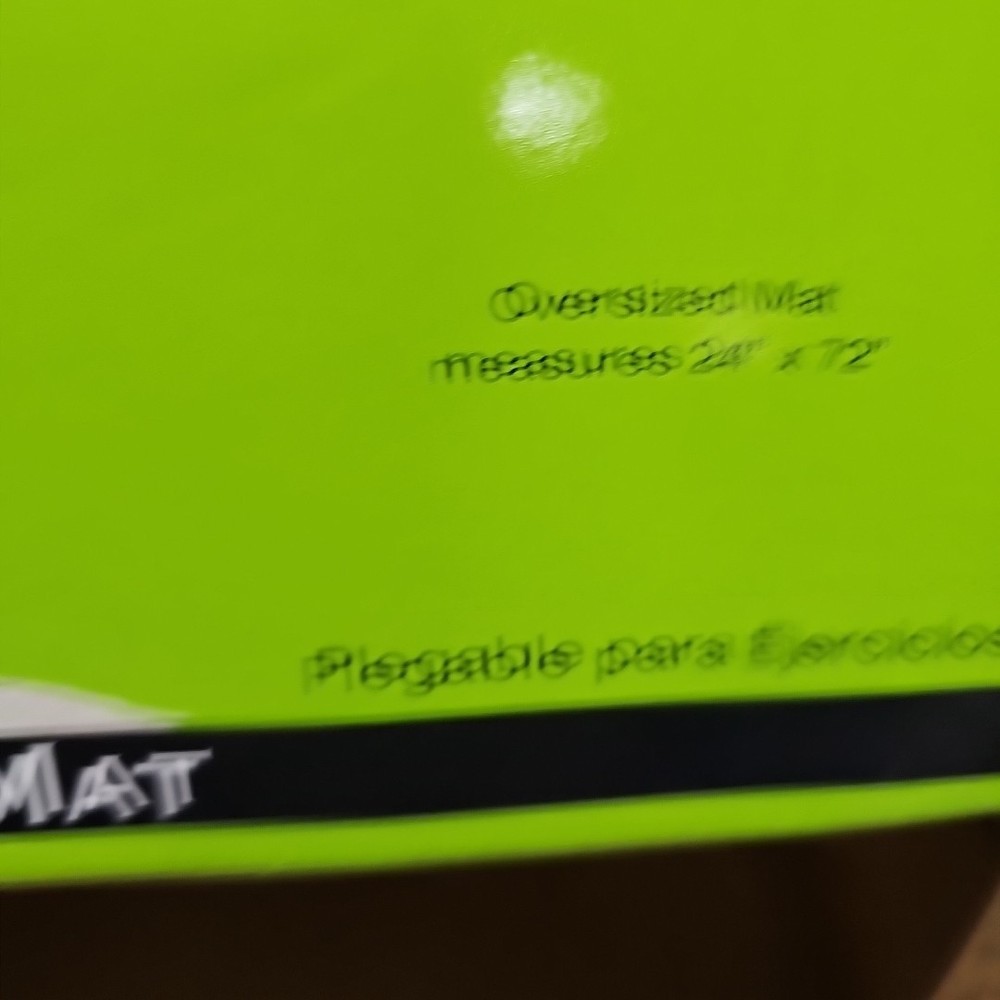 Oversized Mat
measures 24" x 72"
Plegable para Ejercicios
MAT